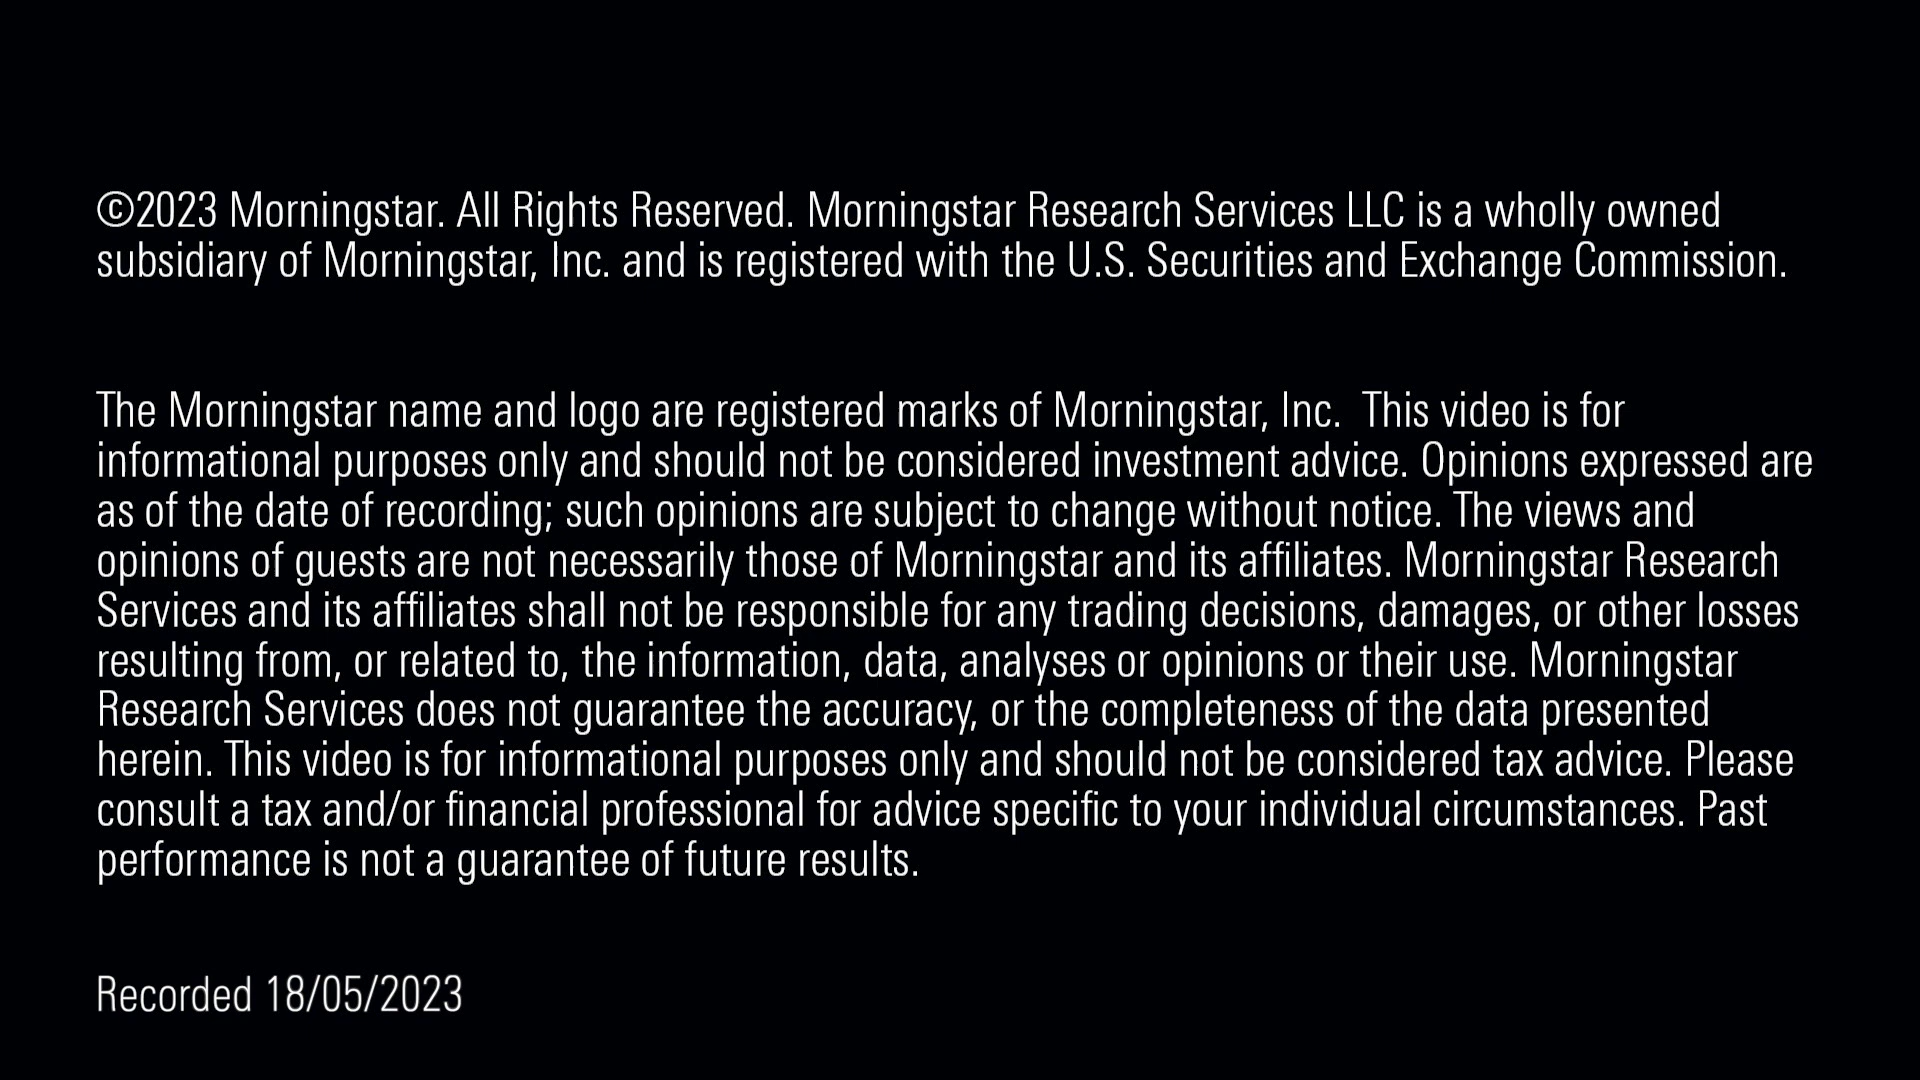 ©2023 Morningstar. All Rights Reserved. Morningstar Research Services LLC is a wholly owned
subsidiary of Morningstar, Inc. and is registered with the U.S. Securities and Exchange Commission.
The Morningstar name and logo are registered marks of Morningstar, Inc.  This video is for
informational purposes only and should not be considered investment advice. Opinions expressed are
as of the date of recording; such opinions are subject to change without notice. The views and
opinions of guests are not necessarily those of Morningstar and its affiliates. Morningstar Research
Services and its affiliates shall not be responsible for any trading decisions, damages, or other losses
resulting from, or related to, the information, data, analyses or opinions or their use. Morningstar
Research Services does not guarantee the accuracy, or the completeness of the data presented
herein. This video is for informational purposes only and should not be considered tax advice. Please
consult a tax and/or financial professional for advice specific to your individual circumstances. Past
performance is not a guarantee of future results.
Recorded 18/05/2023